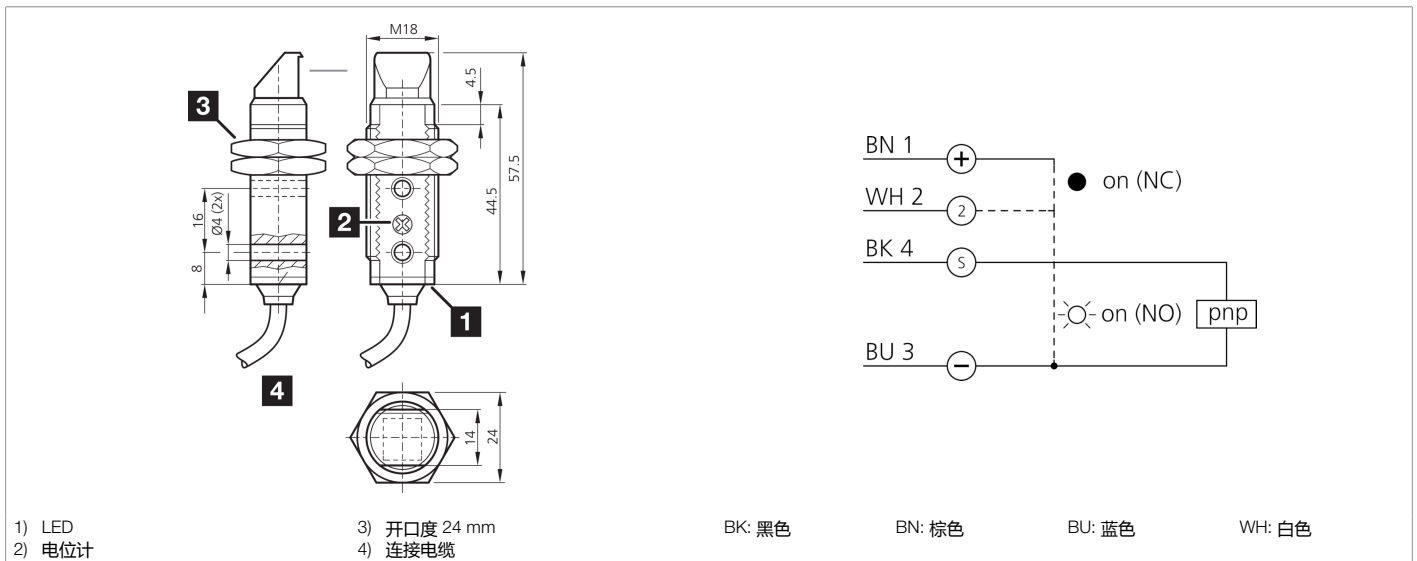 M18
4.5
3
57.5
44.5
16
Ø4 (2x)
8
2
1
4
14
24
BN 1
+
on (NC)
WH 2
2
BK 4
S
on (NO)
pnp
BU 3
−
1) LED
2) 电位计
3) 开口度 24 mm
4) 连接电缆
BK: 黑色
BN: 棕色
BU: 蓝色
WH: 白色